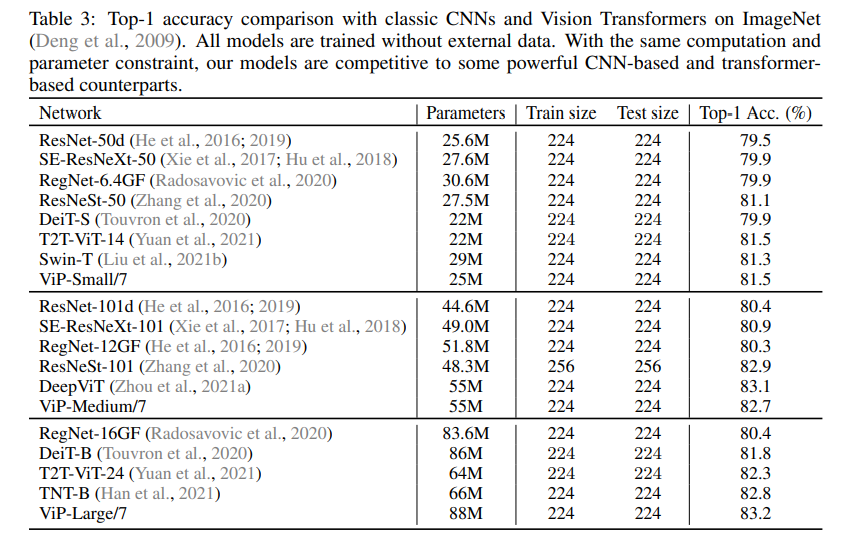 Table 3: Top-1 accuracy comparison with classic CNNs and Vision Transformers on ImageNet
(Deng et al., 2009). All models are trained without external data. With the same computation and
parameter constraint, our models are competitive to some powerful CNN-based and transformer-
based counterparts.
Network Parameters Train size Test size Top-1 Acc. (%)
ResNet-50d (He et al., 2016; 2019) 25.6M 224 224 79.5
SE-ResNeXt-50 (Xie et al., 2017; Hu et al., 2018) 27.6M 224 224 79.9
RegNet-6.4GF (Radosavovic et al., 2020) 30.6M 224 224 79.9
ResNeSt-50 (Zhang et al., 2020) 27.5M 224 224 81.1
DeiT-S (Touvron et al., 2020) 22M 224 224 79.9
T2T-ViT-14 (Yuan et al., 2021) 22M 224 224 81.5
Swin-T (Liu et al., 2021b) 29M 224 224 81.3
ViP-Small/7 25M 224 224 81.5
ResNet-101d (He et al., 2016; 2019) 44.6M 224 224 80.4
SE-ResNeXt-101 (Xie et al., 2017; Hu et al., 2018) 49.0M 224 224 80.9
RegNet-12GF (He et al., 2016; 2019) 51.8M 224 224 80.3
ResNeSt-101 (Zhang et al., 2020) 48.3M 256 256 82.9
DeepViT (Zhou et al., 2021a) 55M 224 224 83.1
ViP-Medium/7 55M 224 224 82.7
RegNet-16GF (Radosavovic et al., 2020) 83.6M 224 224 80.4
DeiT-B (Touvron et al., 2020) 86M 224 224 81.8
T2T-ViT-24 (Yuan et al., 2021) 64M 224 224 82.3
TNT-B (Han et al., 2021) 66M 224 224 82.8
ViP-Large/7 88M 224 224 83.2